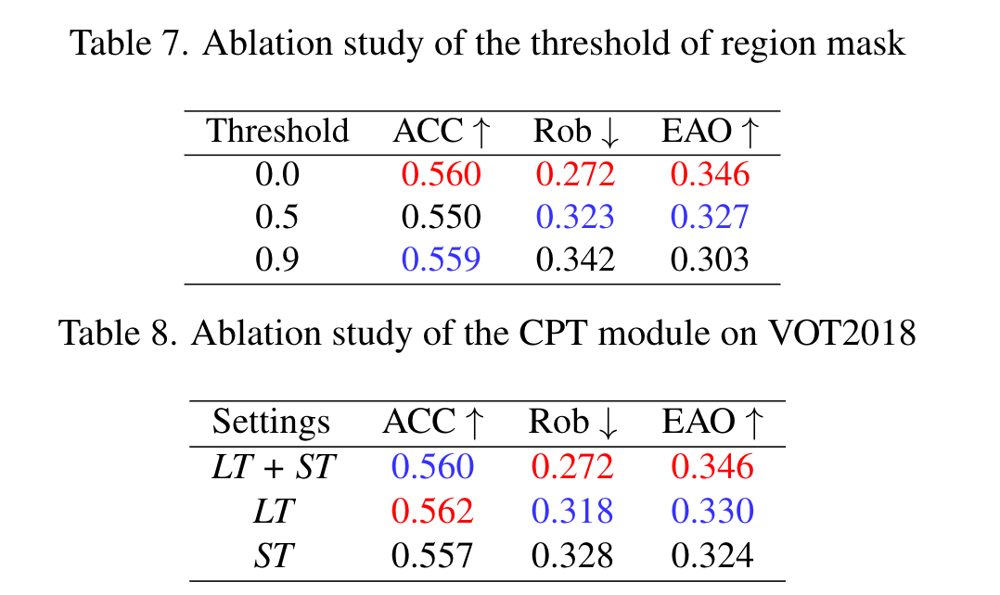 Table 7. Ablation study of the threshold of region mask
Threshold ACC ↑ Rob ↓ EAO ↑
0.0 0.560 0.272 0.346
0.5 0.550 0.323 0.327
0.9 0.559 0.342 0.303
Table 8. Ablation study of the CPT module on VOT2018
Settings ACC ↑ Rob ↓ EAO ↑
LT + ST 0.560 0.272 0.346
LT 0.562 0.318 0.330
ST 0.557 0.328 0.324